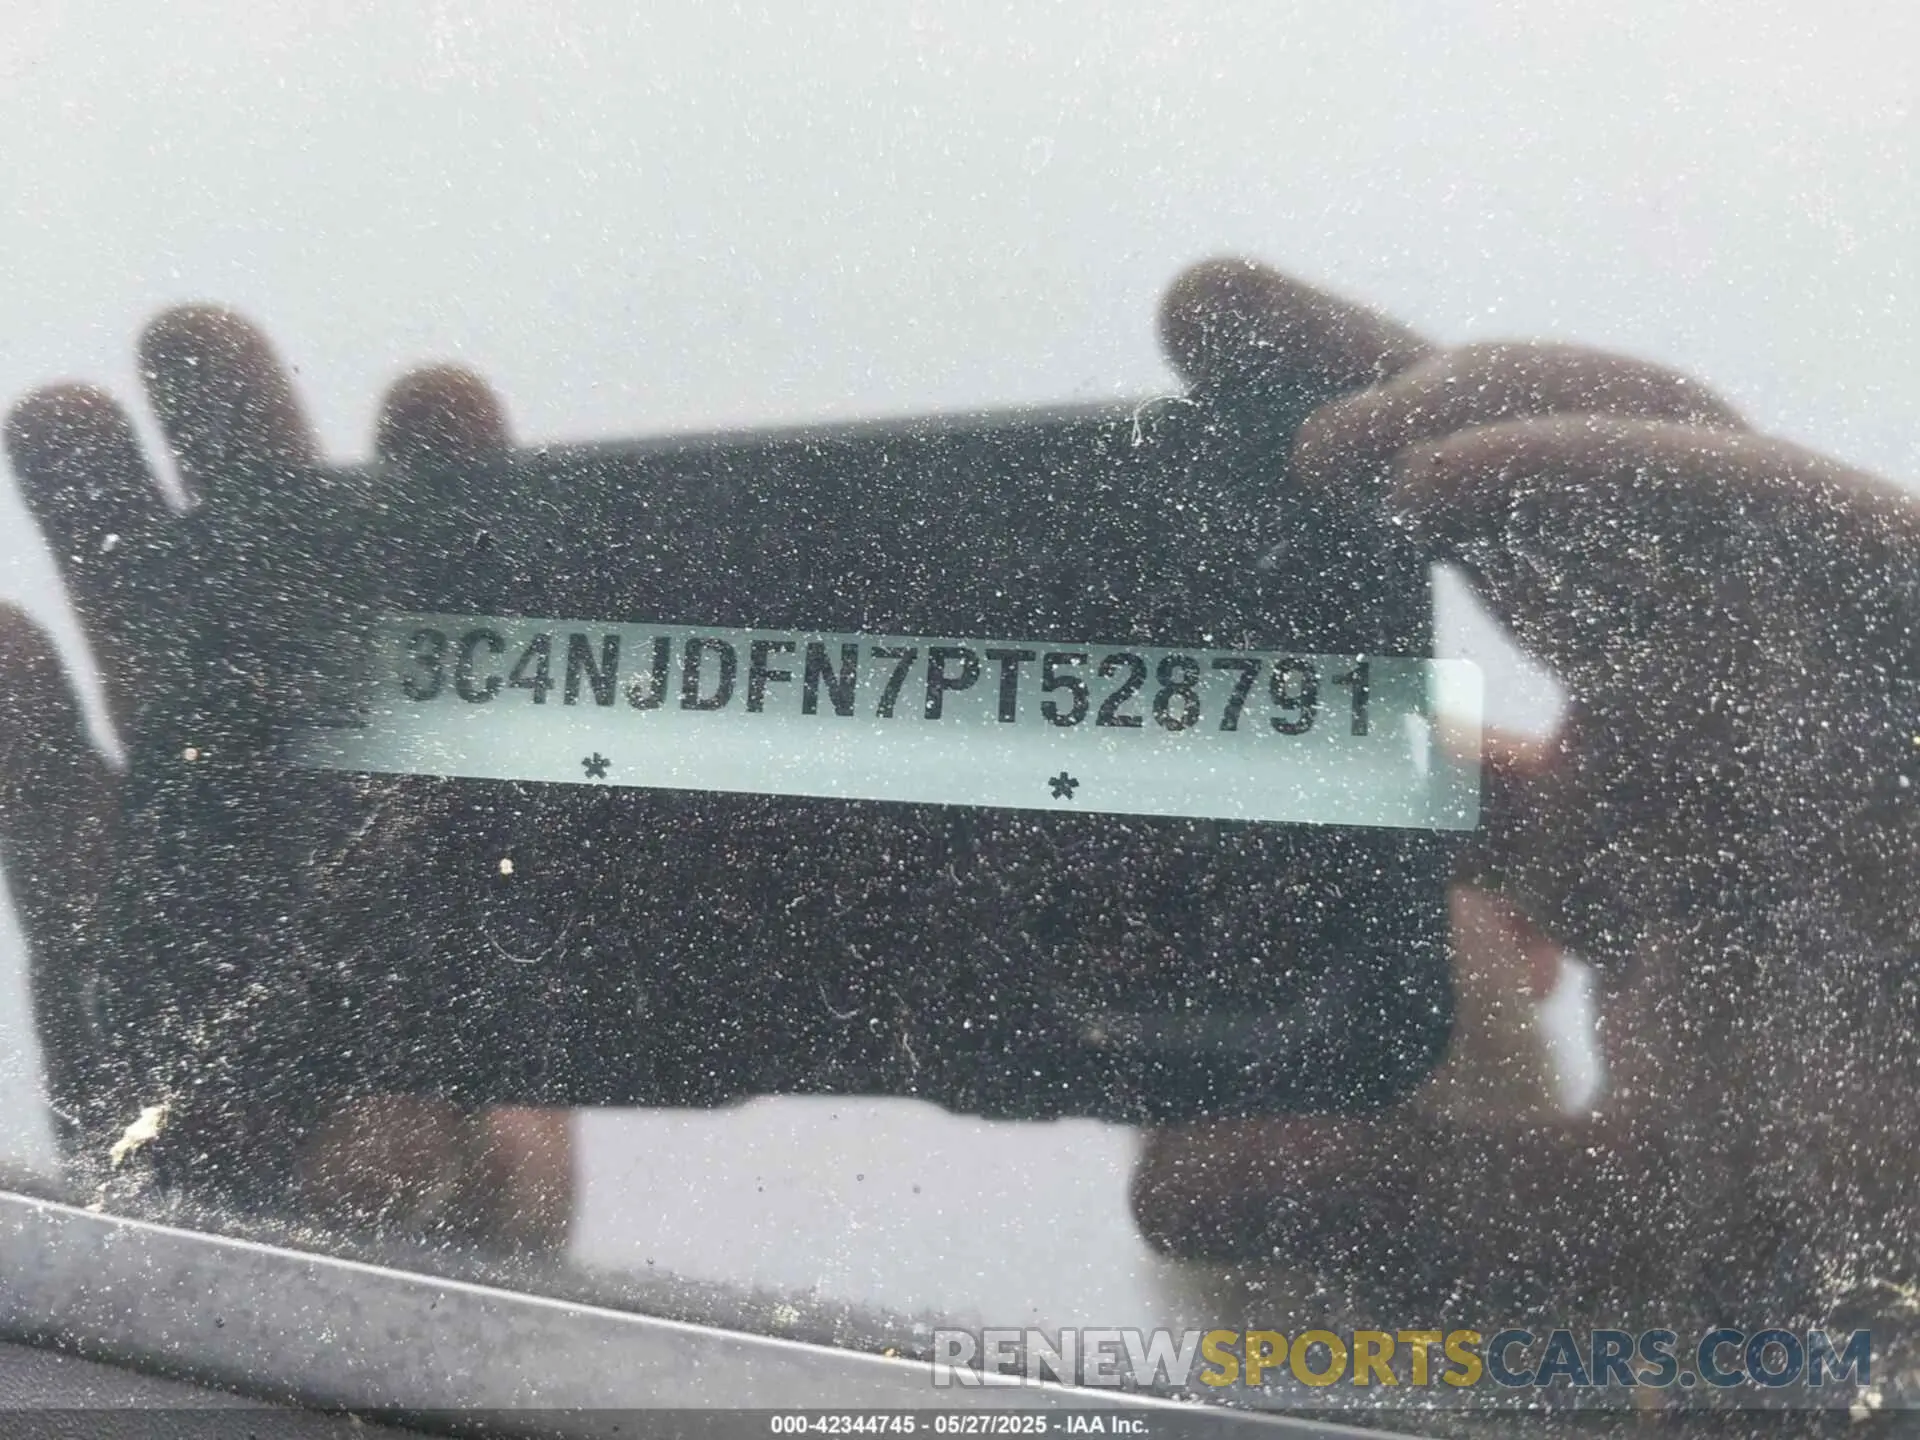 3C4NJDFN7PT528791
* *
RENEWSPORTSCARS.COM
000-42344745 - 05/27/2025 - IAA Inc.